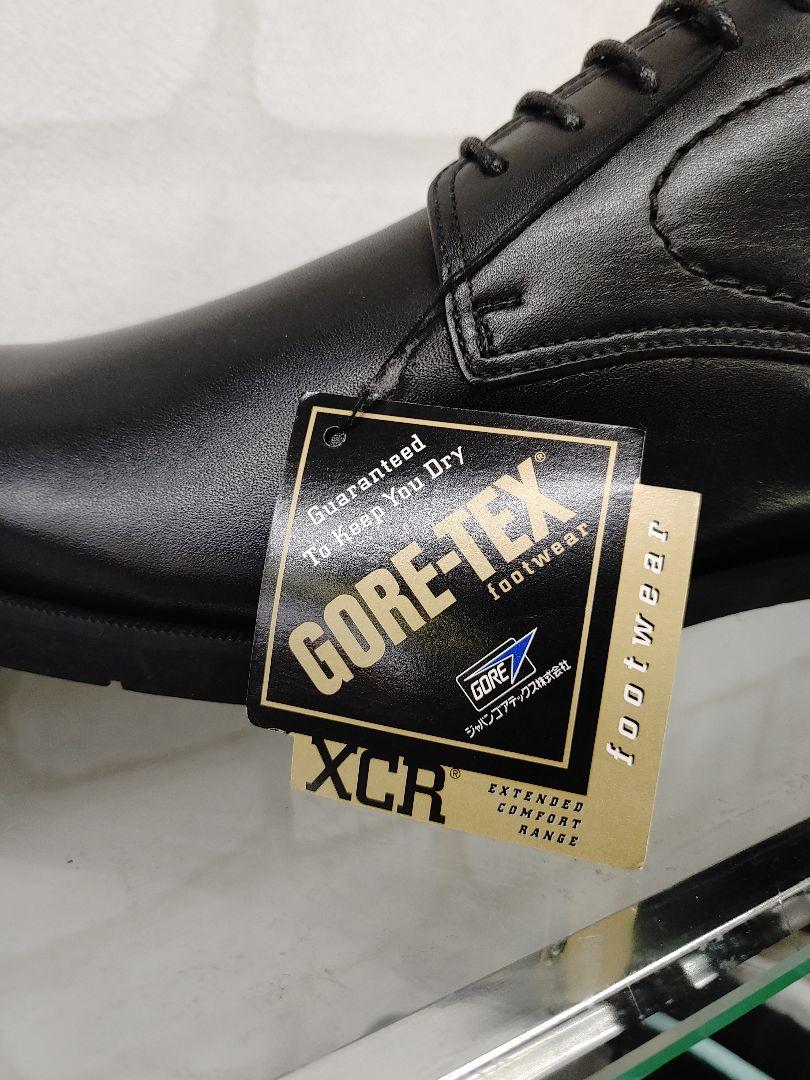 Guaranteed
To Keep You Dry
GORE-TEX®
footwear
GORE
ジャパンゴアテックス株式会社
footwear
XCR®
EXTENDED
COMFORT
RANGE